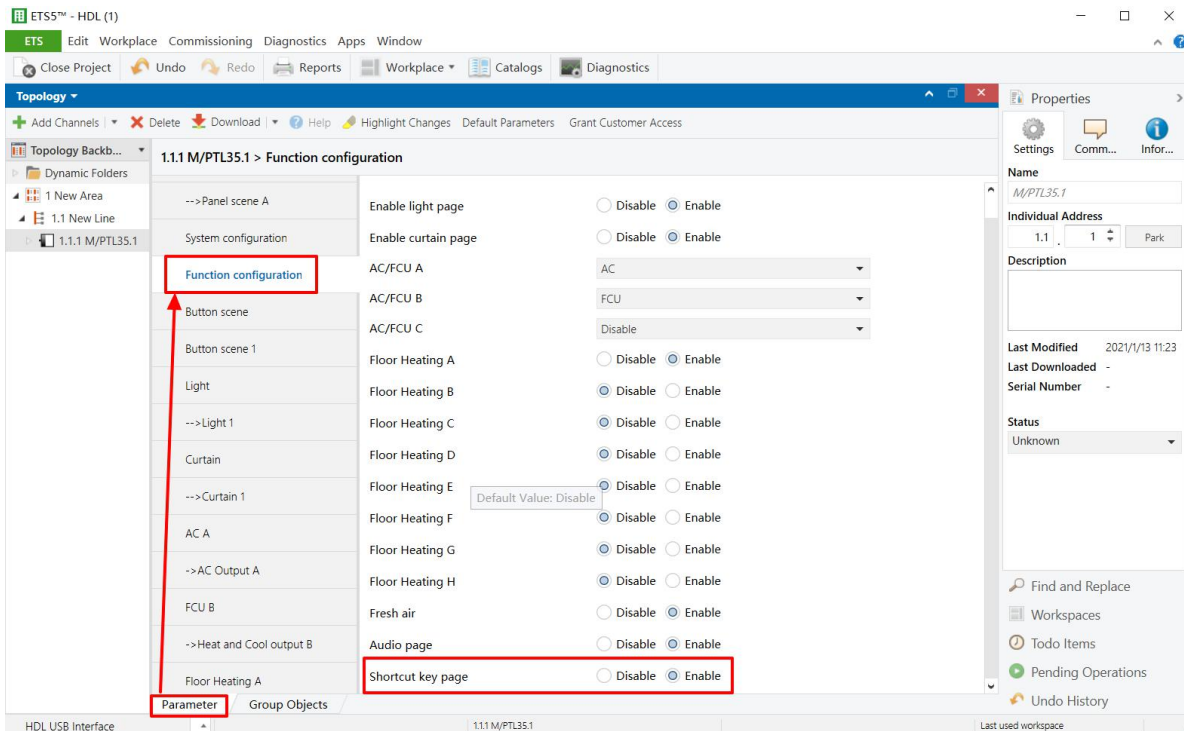 ETS5™ - HDL (1)
ETS Edit Workplace Commissioning Diagnostics Apps Window
Close Project Undo Redo Reports Workplace Catalogs Diagnostics
Topology
Add Channels Delete Download Help Highlight Changes Default Parameters Grant Customer Access
Topology Backb...
Dynamic Folders
1 New Area
1.1 New Line
1.1.1 M/PTL35.1
1.1.1 M/PTL35.1 > Function configuration
-->Panel scene A
System configuration
Function configuration
Button scene
Button scene 1
Light
-->Light 1
Curtain
-->Curtain 1
AC A
->AC Output A
FCU B
->Heat and Cool output B
Floor Heating A
Enable light page Disable Enable
Enable curtain page Disable Enable
AC/FCU A AC
AC/FCU B FCU
AC/FCU C Disable
Floor Heating A Disable Enable
Floor Heating B Disable Enable
Floor Heating C Disable Enable
Floor Heating D Disable Enable
Floor Heating E Disable Enable
Default Value: Disable
Floor Heating F Disable Enable
Floor Heating G Disable Enable
Floor Heating H Disable Enable
Fresh air Disable Enable
Audio page Disable Enable
Shortcut key page Disable Enable
Parameter Group Objects
Properties
Settings Comm... Infor...
Name
M/PTL35.1
Individual Address
1.1 . 1 Park
Description
Last Modified 2021/1/13 11:23
Last Downloaded -
Serial Number -
Status
Unknown
Find and Replace
Workspaces
Todo Items
Pending Operations
Undo History
HDL USB Interface 1.1.1 M/PTL35.1 Last used workspace